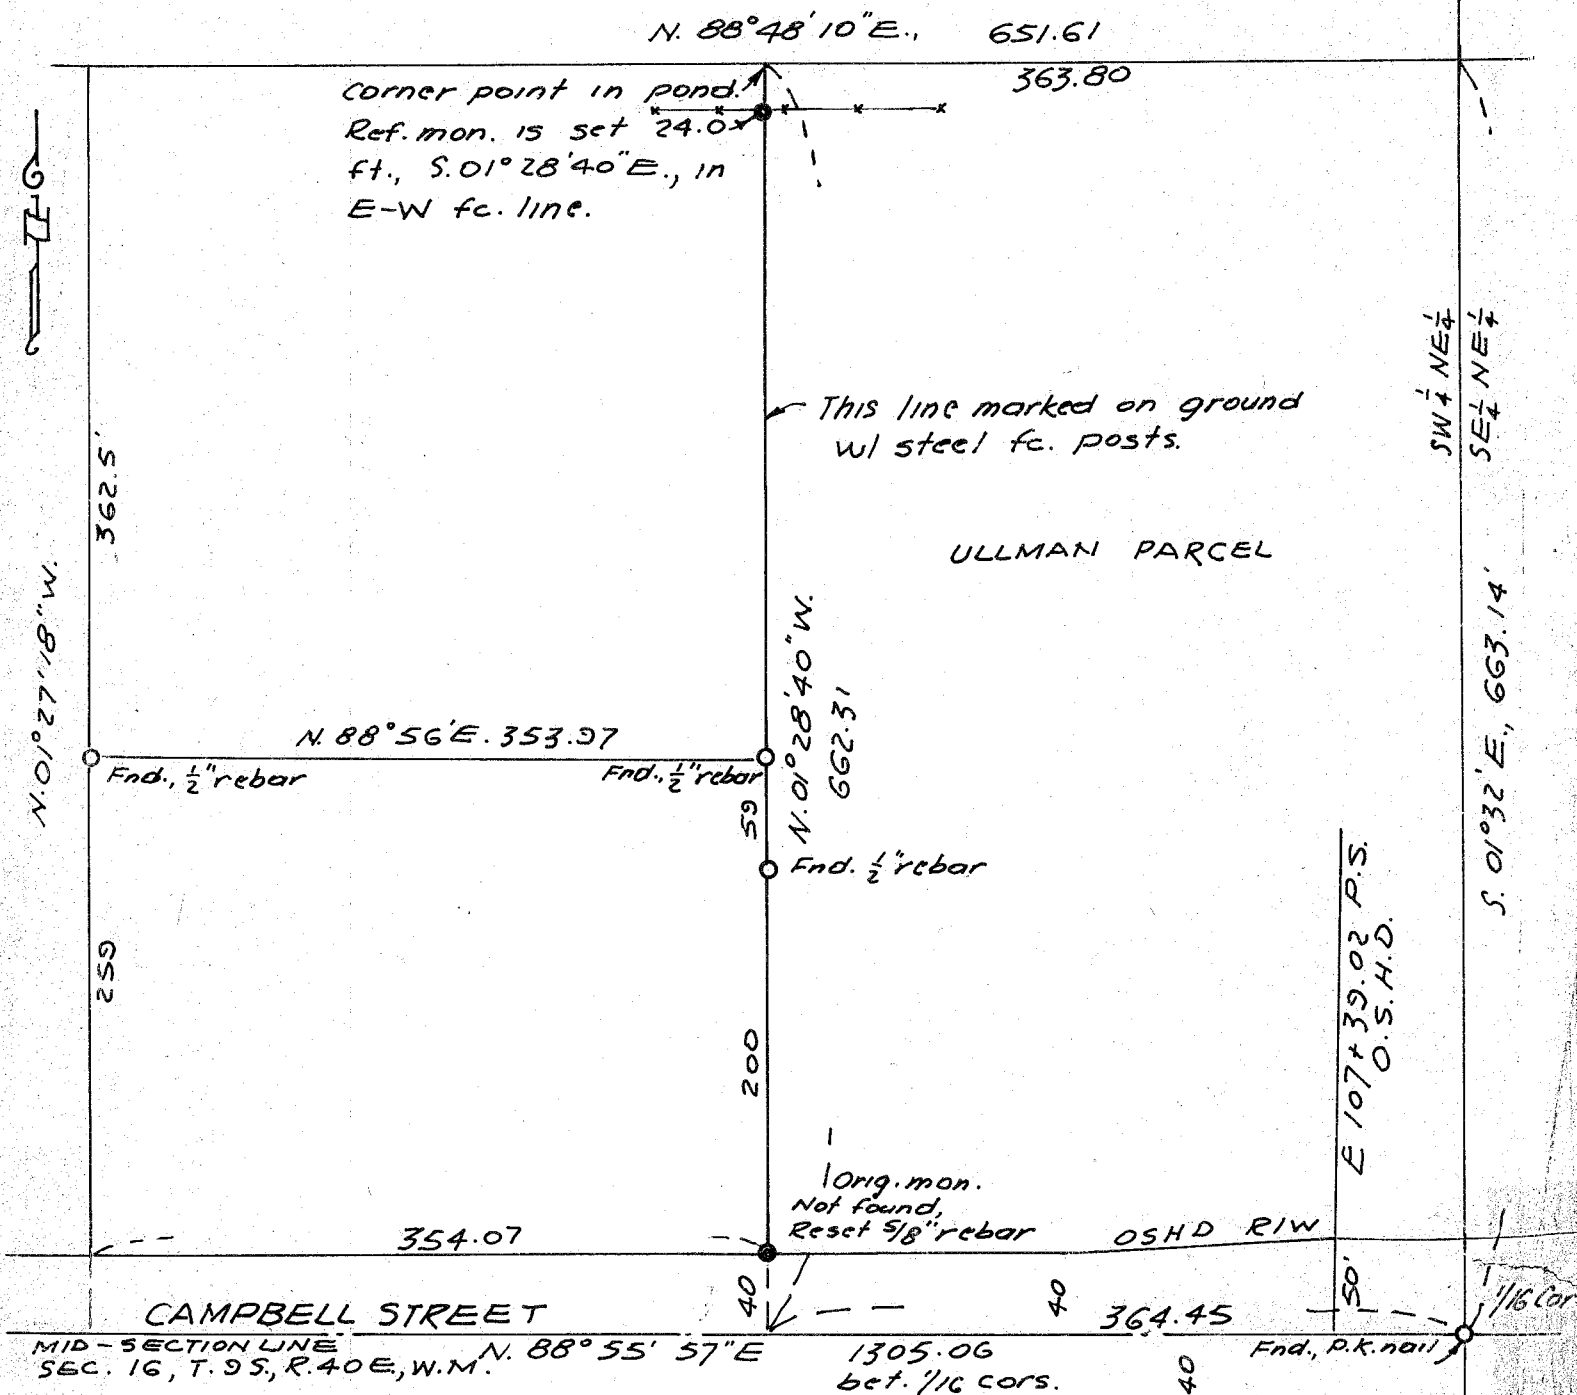 N. 88°48'10"E., 651.61
363.80
Corner point in pond.
Ref. mon. is set 24.0
ft., S.01°28'40"E., in
E-W fc. line.
SW¼ NE¼
SE¼ NE¼
This line marked on ground
w/ steel fc. posts.
362.5'
ULLMAN PARCEL
N.01°27'18"W.
N.01°28'40"W.
662.31
S. 01°32'E., 663.14'
N. 88°56'E. 353.97
Fnd., ½"rebar
Fnd., ½"rebar
59
Fnd. ½"rebar
E 107+39.02 P.S.
O.S.H.D.
259
200
Orig. mon.
Not found,
Reset 5/8"rebar
354.07
OSHD R/W
40
40
50'
1/16 Cor
CAMPBELL STREET
364.45
MID-SECTION LINE
SEC. 16, T.9S., R.40E., W.M.
N. 88°55'57"E
1305.06
bet. 1/16 cors.
40
Fnd., P.K. nail